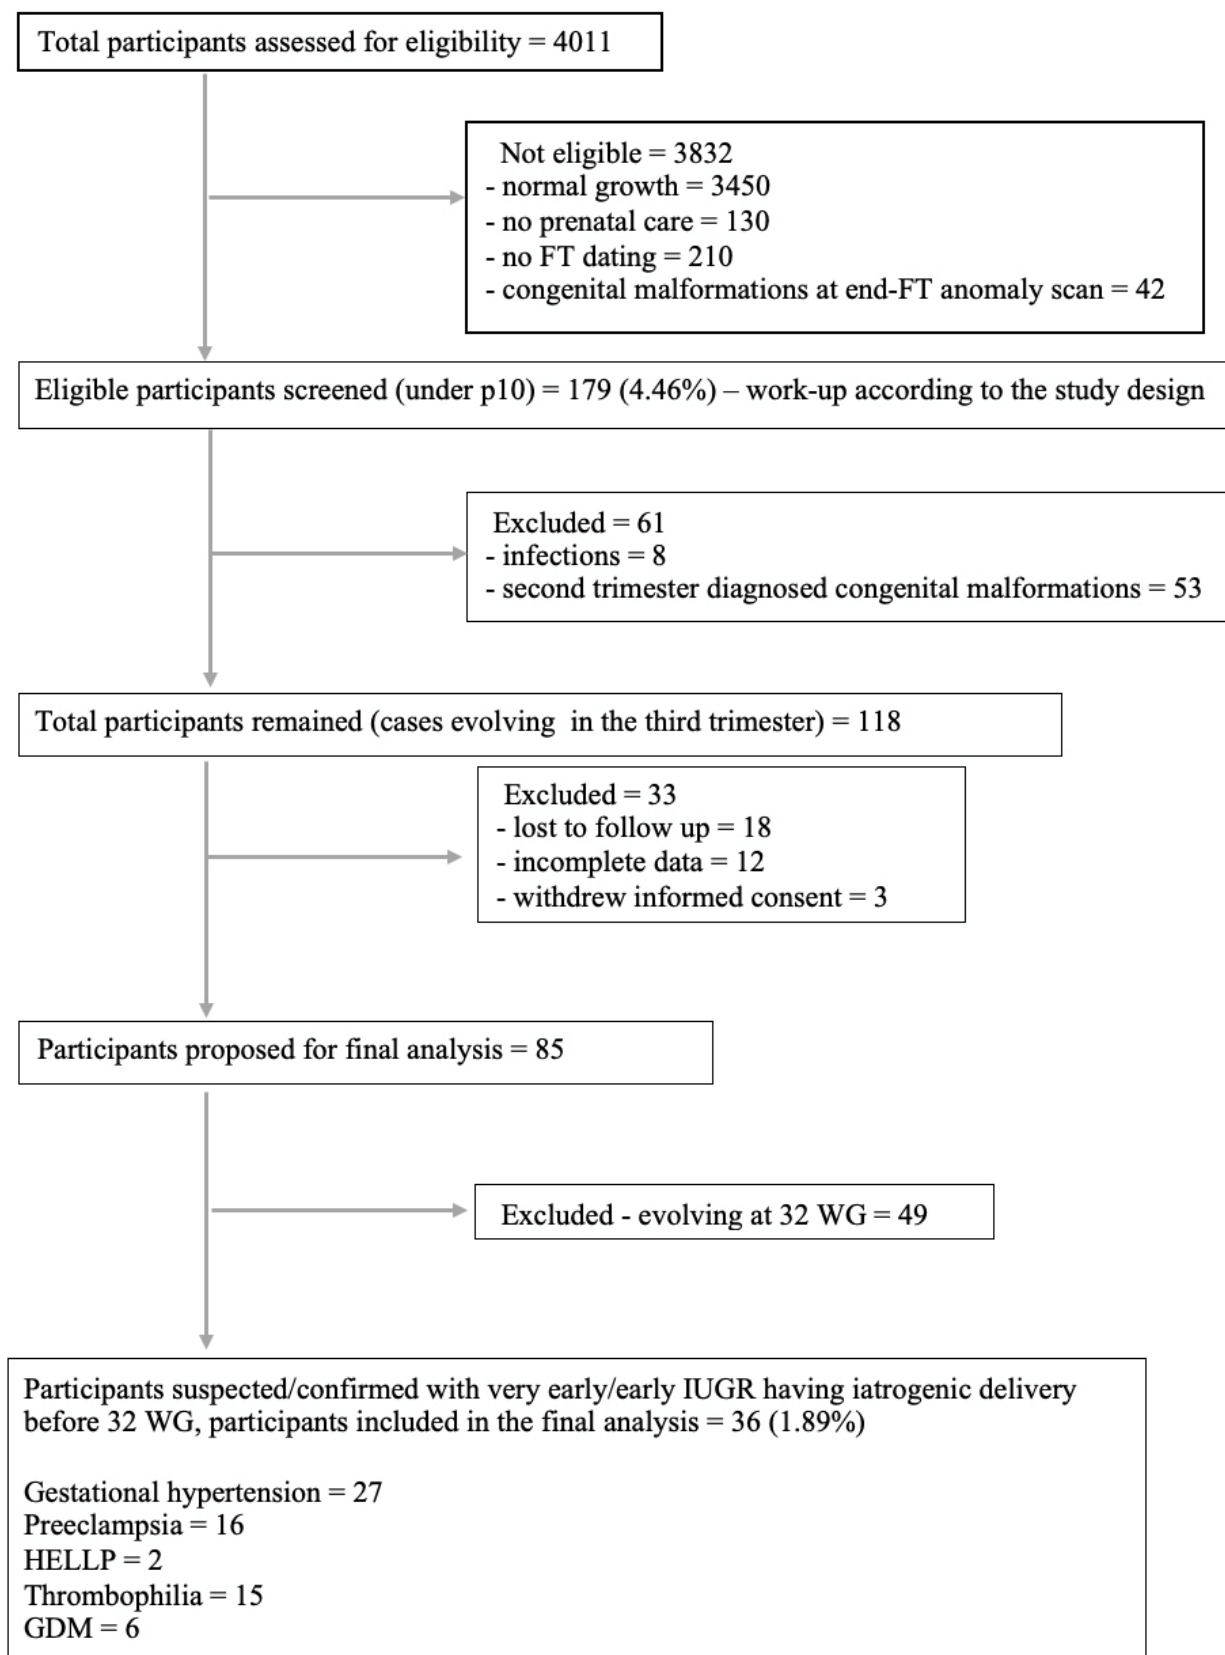 Total participants assessed for eligibility = 4011
Not eligible = 3832
- normal growth = 3450
- no prenatal care = 130
- no FT dating = 210
- congenital malformations at end-FT anomaly scan = 42
Eligible participants screened (under p10) = 179 (4.46%) – work-up according to the study design
Excluded = 61
- infections = 8
- second trimester diagnosed congenital malformations = 53
Total participants remained (cases evolving in the third trimester) = 118
Excluded = 33
- lost to follow up = 18
- incomplete data = 12
- withdrew informed consent = 3
Participants proposed for final analysis = 85
Excluded - evolving at 32 WG = 49
Participants suspected/confirmed with very early/early IUGR having iatrogenic delivery
before 32 WG, participants included in the final analysis = 36 (1.89%)
Gestational hypertension = 27
Preeclampsia = 16
HELLP = 2
Thrombophilia = 15
GDM = 6